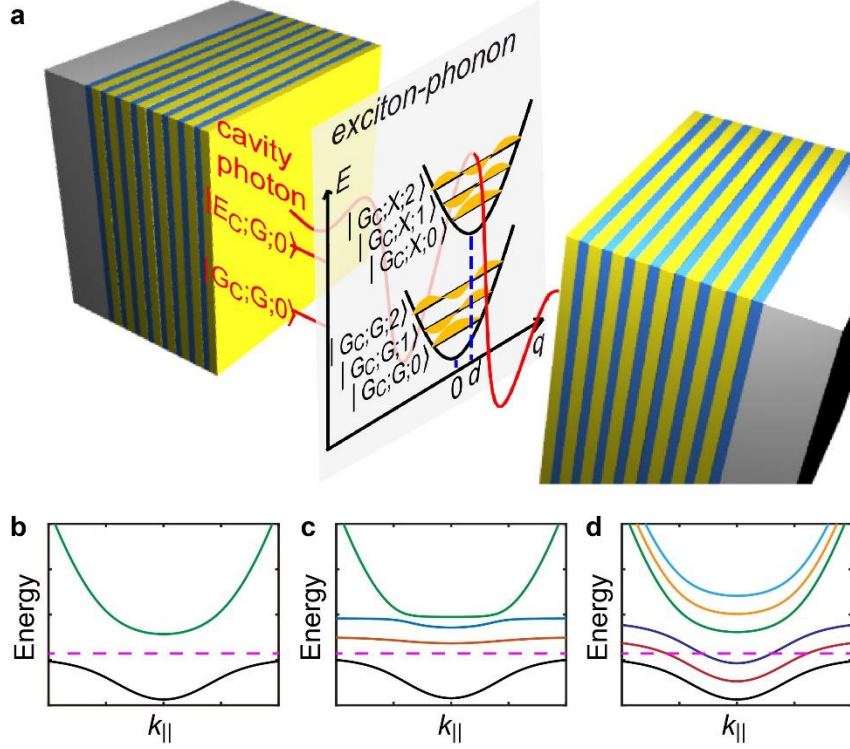 a
cavity
photon
|Ec;G;0⟩
|Gc;G;0⟩
exciton-phonon
E
|Gc;X;2⟩
|Gc;X;1⟩
|Gc;X;0⟩
|Gc;G;2⟩
|Gc;G;1⟩
|Gc;G;0⟩
0 d q
b
Energy
k||
c
Energy
k||
d
Energy
k||